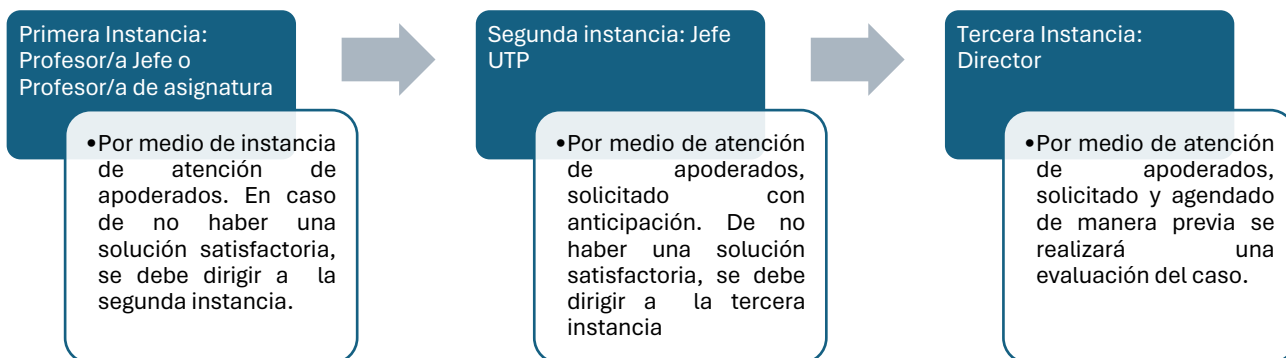 Primera Instancia:
Profesor/a Jefe o
Profesor/a de asignatura
•Por medio de instancia
de atención de
apoderados. En caso
de no haber una
solución satisfactoria,
se debe dirigir a la
segunda instancia.
Segunda instancia: Jefe
UTP
•Por medio de atención
de apoderados,
solicitado con
anticipación. De no
haber una solución
satisfactoria, se debe
dirigir a la tercera
instancia
Tercera Instancia:
Director
•Por medio de atención
de apoderados,
solicitado y agendado
de manera previa se
realizará una
evaluación del caso.